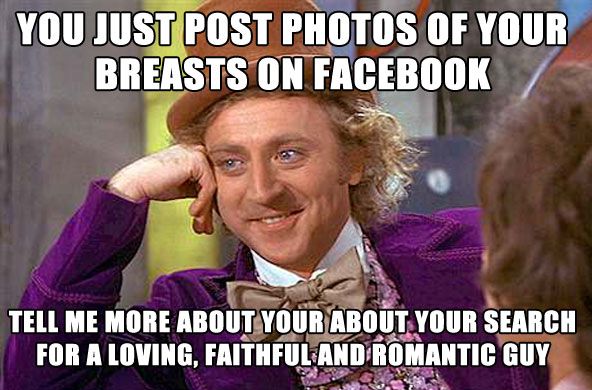 YOU JUST POST PHOTOS OF YOUR
BREASTS ON FACEBOOK
TELL ME MORE ABOUT YOUR ABOUT YOUR SEARCH
FOR A LOVING, FAITHFUL AND ROMANTIC GUY